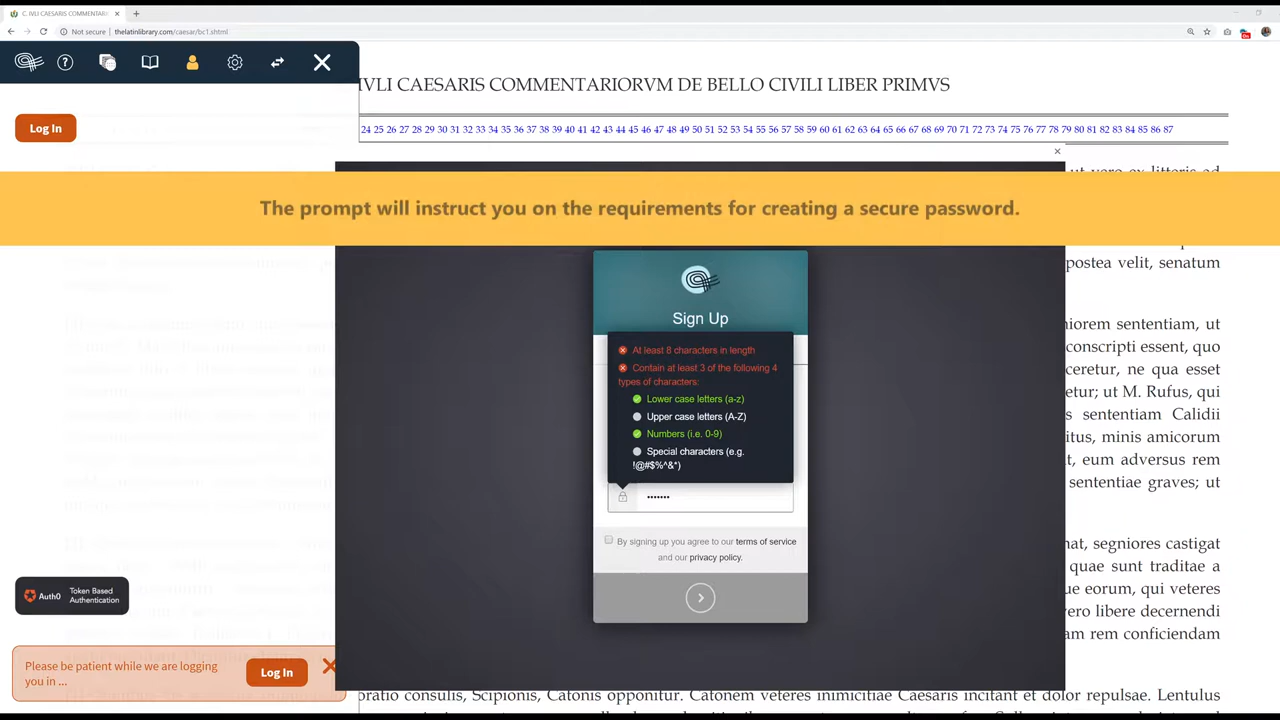 C. IVLI CAESARIS COMMENTARI
Not secure | thelatinlibrary.com/caesar/bc1.shtml
IVLI CAESARIS COMMENTARIORVM DE BELLO CIVILI LIBER PRIMVS
Log In
24 25 26 27 28 29 30 31 32 33 34 35 36 37 38 39 40 41 42 43 44 45 46 47 48 49 50 51 52 53 54 55 56 57 58 59 60 61 62 63 64 65 66 67 68 69 70 71 72 73 74 75 76 77 78 79 80 81 82 83 84 85 86 87
ut vero ex litteris ad
The prompt will instruct you on the requirements for creating a secure password.
postea velit, senatum
Sign Up
At least 8 characters in length
Contain at least 3 of the following 4
types of characters:
Lower case letters (a-z)
Upper case letters (A-Z)
Numbers (i.e. 0-9)
Special characters (e.g.
!@#$%^&*)
•••••••
By signing up you agree to our terms of service
and our privacy policy.
sententiam, ut
conscripti essent, quo
ne qua esset
ut M. Rufus, qui
sententiam Calidii
minis amicorum
eum adversus rem
sententiae graves; ut
segniores castigat
quae sunt traditae a
eorum, qui veteres
libere decernendi
rem conficiendam
Auth0
Token Based
Authentication
Please be patient while we are logging
you in ...
Log In
oratio consulis, Scipionis, Catonis opponitur. Catonem veteres inimicitiae Caesaris incitant et dolor repulsae. Lentulus